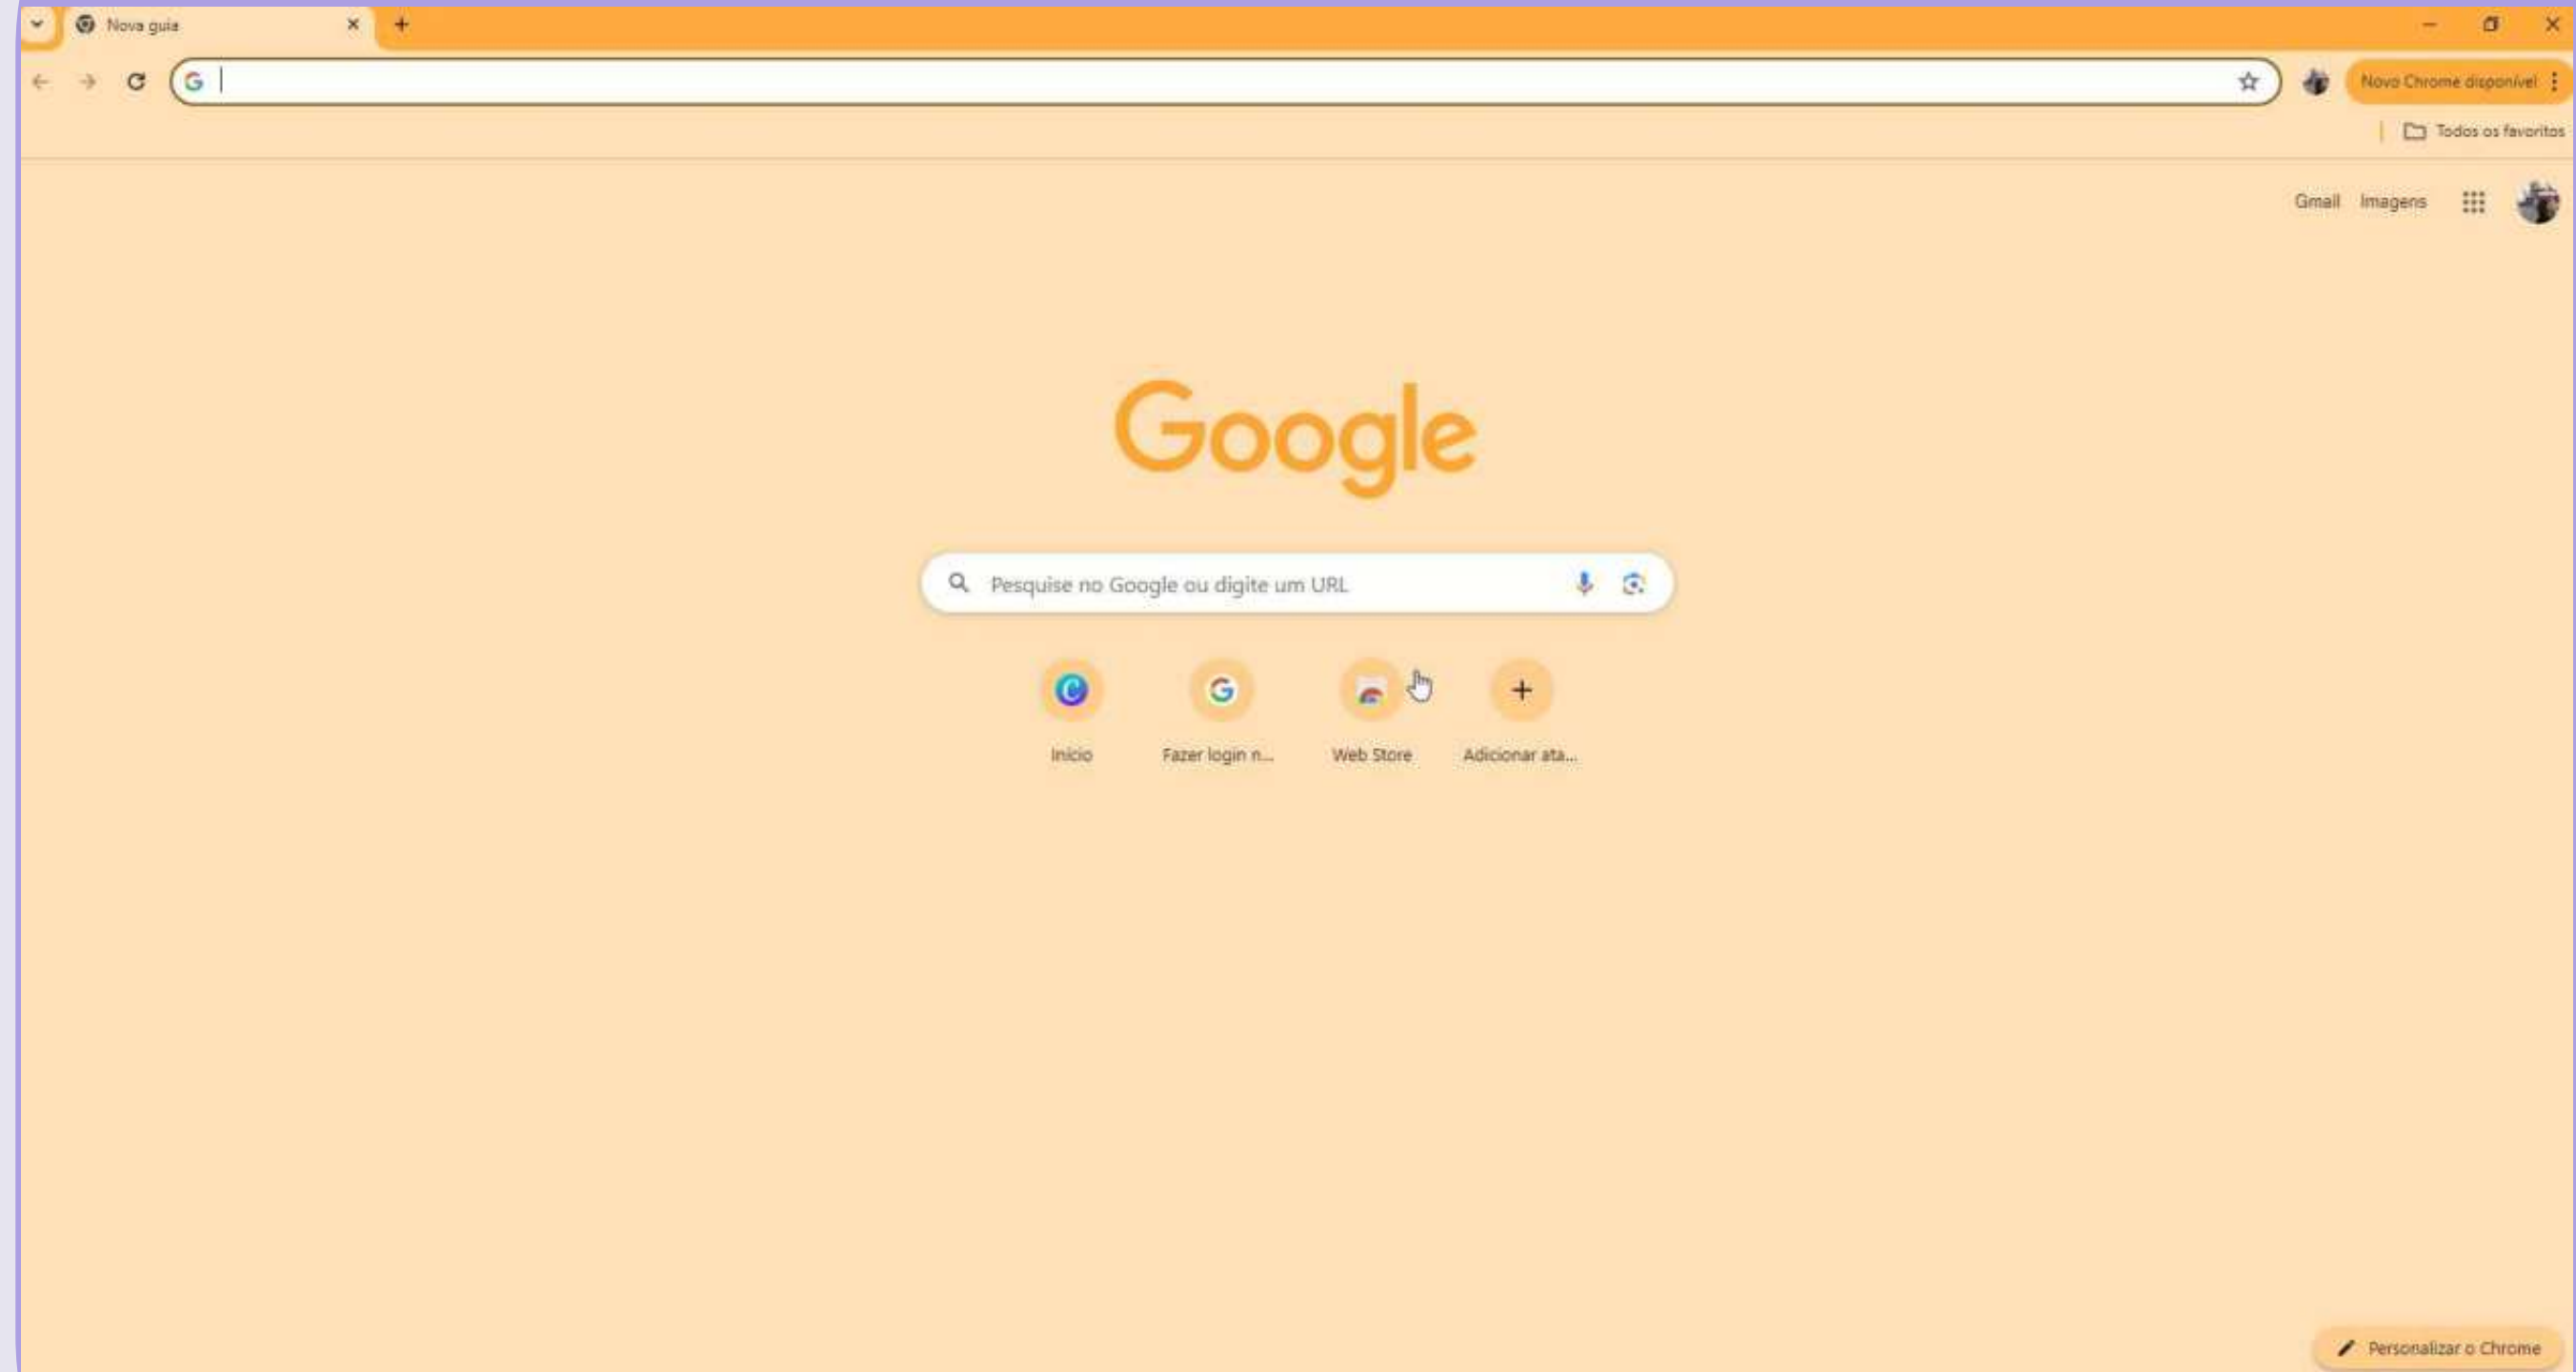 Nova guia
Novo Chrome disponível
Todos os favoritos
Gmail Imagens
Google
Pesquise no Google ou digite um URL
Início Fazer login n... Web Store Adicionar ata...
Personalizar o Chrome